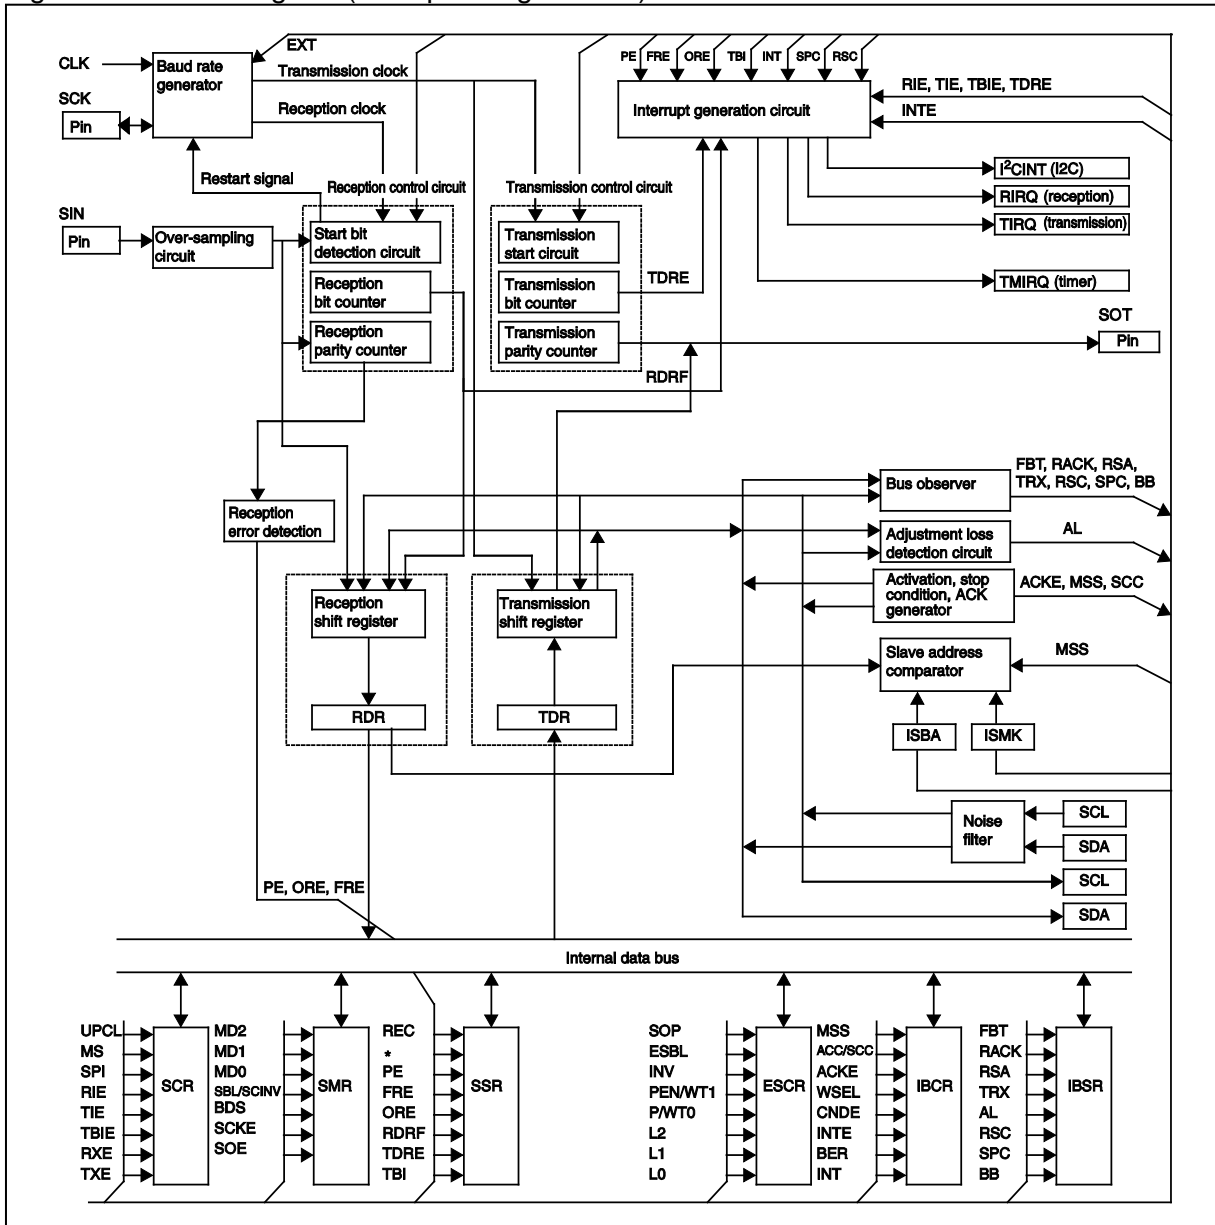 EXT
CLK
Baud rate
generator
Transmission clock
SCK
Pin
Reception clock
PE FRE ORE TBI INT SPC RSC
Interrupt generation circuit
RIE, TIE, TBIE, TDRE
INTE
I²CINT (I2C)
RIRQ (reception)
TIRQ (transmission)
TMIRQ (timer)
Restart signal
Reception control circuit
Transmission control circuit
SIN
Pin
Over-sampling
circuit
Start bit
detection circuit
Reception
bit counter
Reception
parity counter
Transmission
start circuit
Transmission
bit counter
Transmission
parity counter
TDRE
RDRF
SOT
Pin
Reception
error detection
Bus observer
FBT, RACK, RSA,
TRX, RSC, SPC, BB
Adjustment loss
detection circuit
AL
Activation, stop
condition, ACK
generator
ACKE, MSS, SCC
Reception
shift register
Transmission
shift register
Slave address
comparator
MSS
RDR
TDR
ISBA
ISMK
Noise
filter
SCL
SDA
SCL
SDA
PE, ORE, FRE
Internal data bus
UPCL
MS
SPI
RIE
TIE
TBIE
RXE
TXE
SCR
MD2
MD1
MD0
SBL/SCINV
BDS
SCKE
SOE
SMR
REC
*
PE
FRE
ORE
RDRF
TDRE
TBI
SSR
SOP
ESBL
INV
PEN/WT1
P/WT0
L2
L1
L0
ESCR
MSS
ACC/SCC
ACKE
WSEL
CNDE
INTE
BER
INT
IBCR
FBT
RACK
RSA
TRX
AL
RSC
SPC
BB
IBSR